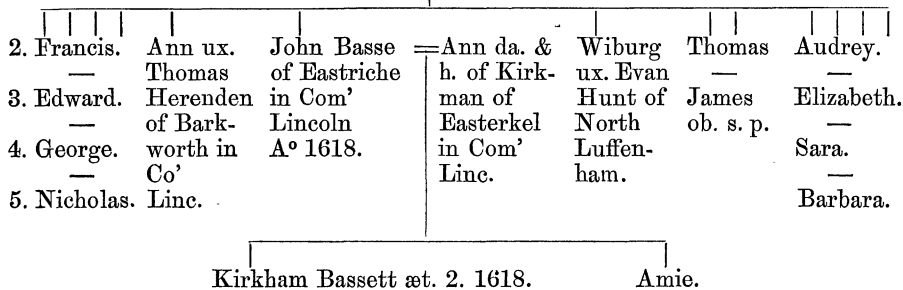 2. Francis.
—
3. Edward.
—
4. George.
—
5. Nicholas.
Ann ux.
Thomas
Herenden
of Bark-
worth in
Co’
Linc.
John Basse
of Eastriche
in Com’
Lincoln
Aº 1618.
=Ann da. &
h. of Kirk-
man of
Easterkel
in Com’
Linc.
Wiburg
ux. Evan
Hunt of
North
Luffen-
ham.
Thomas
—
James
ob. s. p.
Audrey.
—
Elizabeth.
—
Sara.
—
Barbara.
Kirkham Bassett æt. 2. 1618.
Amie.